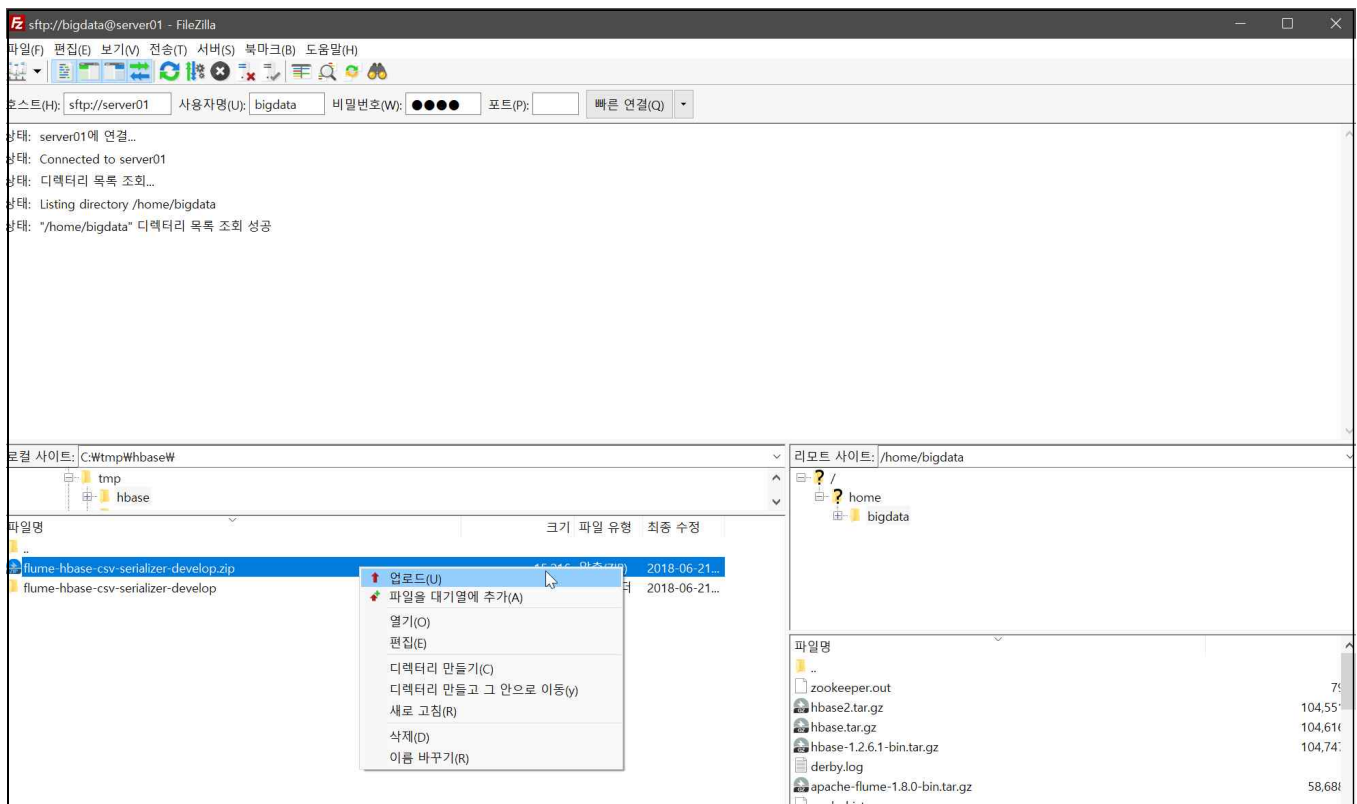 sftp://bigdata@server01 - FileZilla
파일(F) 편집(E) 보기(V) 전송(T) 서버(S) 북마크(B) 도움말(H)
호스트(H): sftp://server01 사용자명(U): bigdata 비밀번호(W): ●●●● 포트(P): 빠른 연결(Q)
상태: server01에 연결...
상태: Connected to server01
상태: 디렉터리 목록 조회...
상태: Listing directory /home/bigdata
상태: "/home/bigdata" 디렉터리 목록 조회 성공
로컬 사이트: C:₩tmp₩hbase₩
tmp
hbase
파일명 크기 파일 유형 최종 수정
..
flume-hbase-csv-serializer-develop.zip 2018-06-21...
flume-hbase-csv-serializer-develop 2018-06-21...
업로드(U)
파일을 대기열에 추가(A)
열기(O)
편집(E)
디렉터리 만들기(C)
디렉터리 만들고 그 안으로 이동(y)
새로 고침(R)
삭제(D)
이름 바꾸기(R)
리모트 사이트: /home/bigdata
/
home
bigdata
파일명
..
zookeeper.out
hbase2.tar.gz 104,55
hbase.tar.gz 104,61
hbase-1.2.6.1-bin.tar.gz 104,74
derby.log
apache-flume-1.8.0-bin.tar.gz 58,68